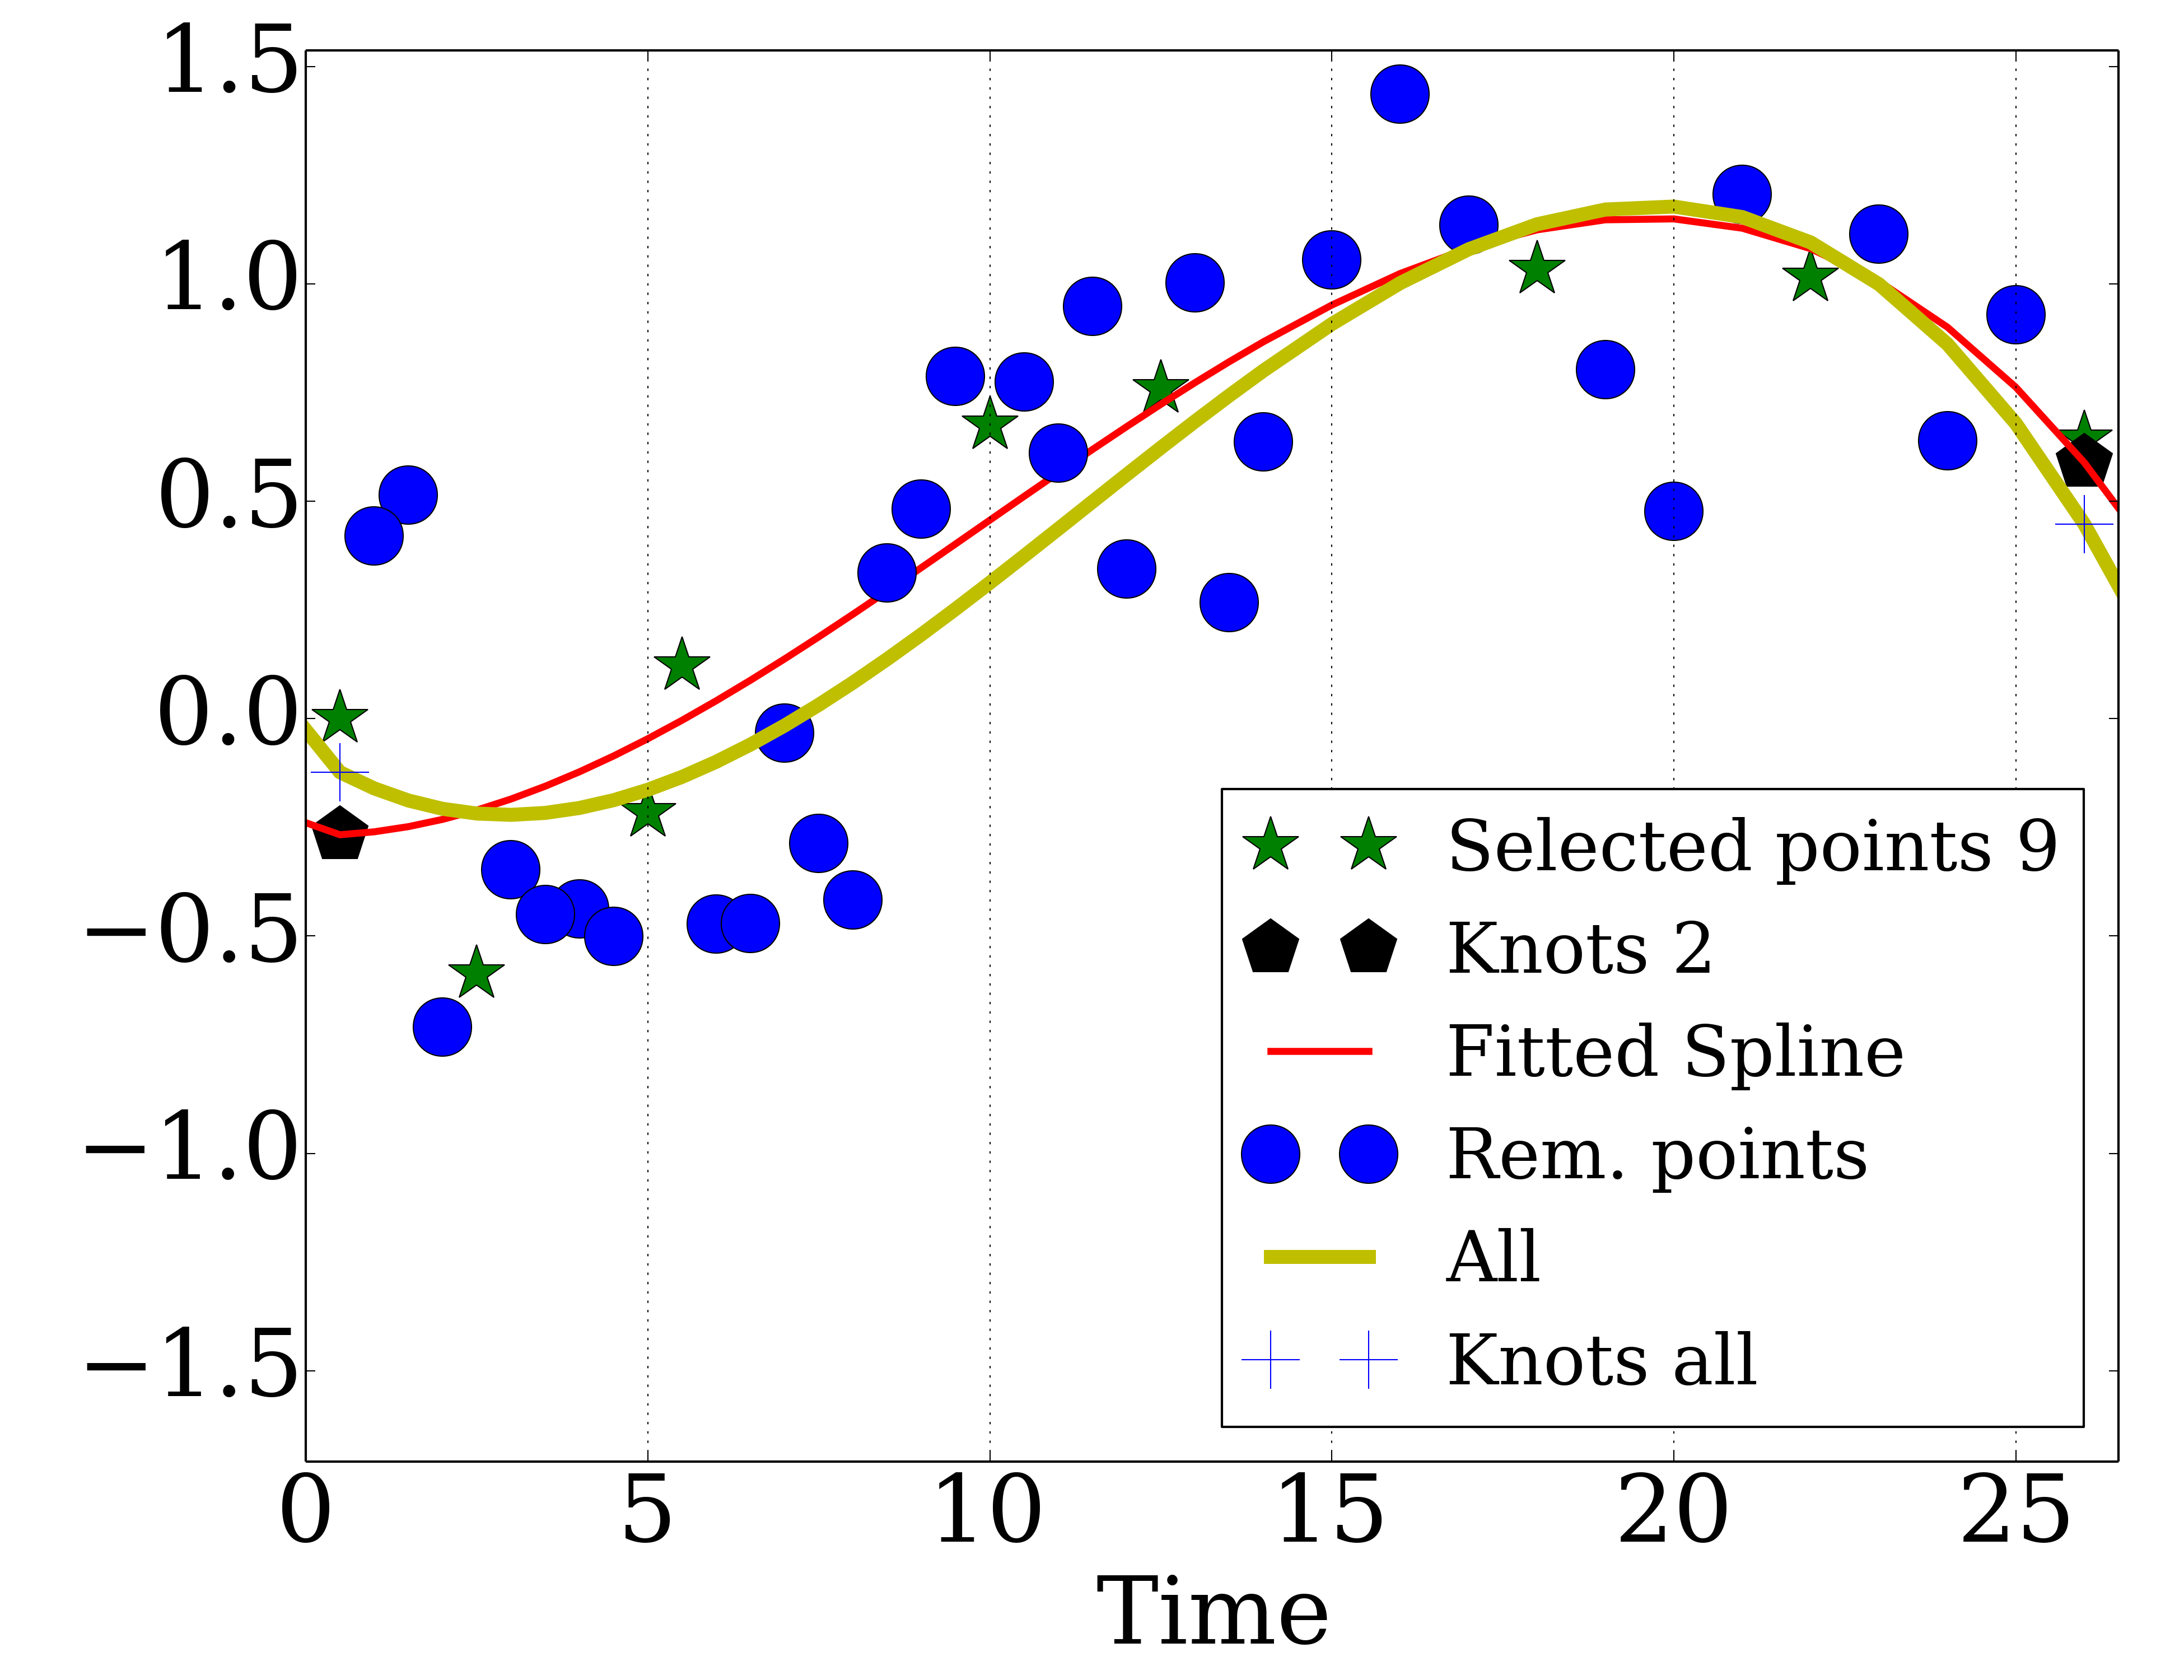 1.5
1.0
0.5
0.0
−0.5
−1.0
−1.5
Selected points 9
Knots 2
Fitted Spline
Rem. points
All
Knots all
0 5 10 15 20 25
Time